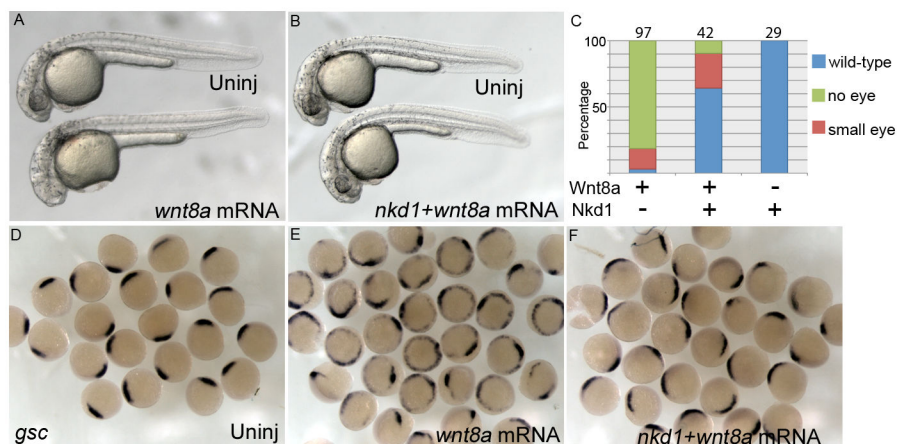 A
Uninj
wnt8a mRNA
B
Uninj
nkd1+wnt8a mRNA
C
97 42 29
100
50
Percentage
wild-type
no eye
small eye
Wnt8a + + -
Nkd1 - + +
D
gsc
Uninj
E
wnt8a mRNA
F
nkd1+wnt8a mRNA